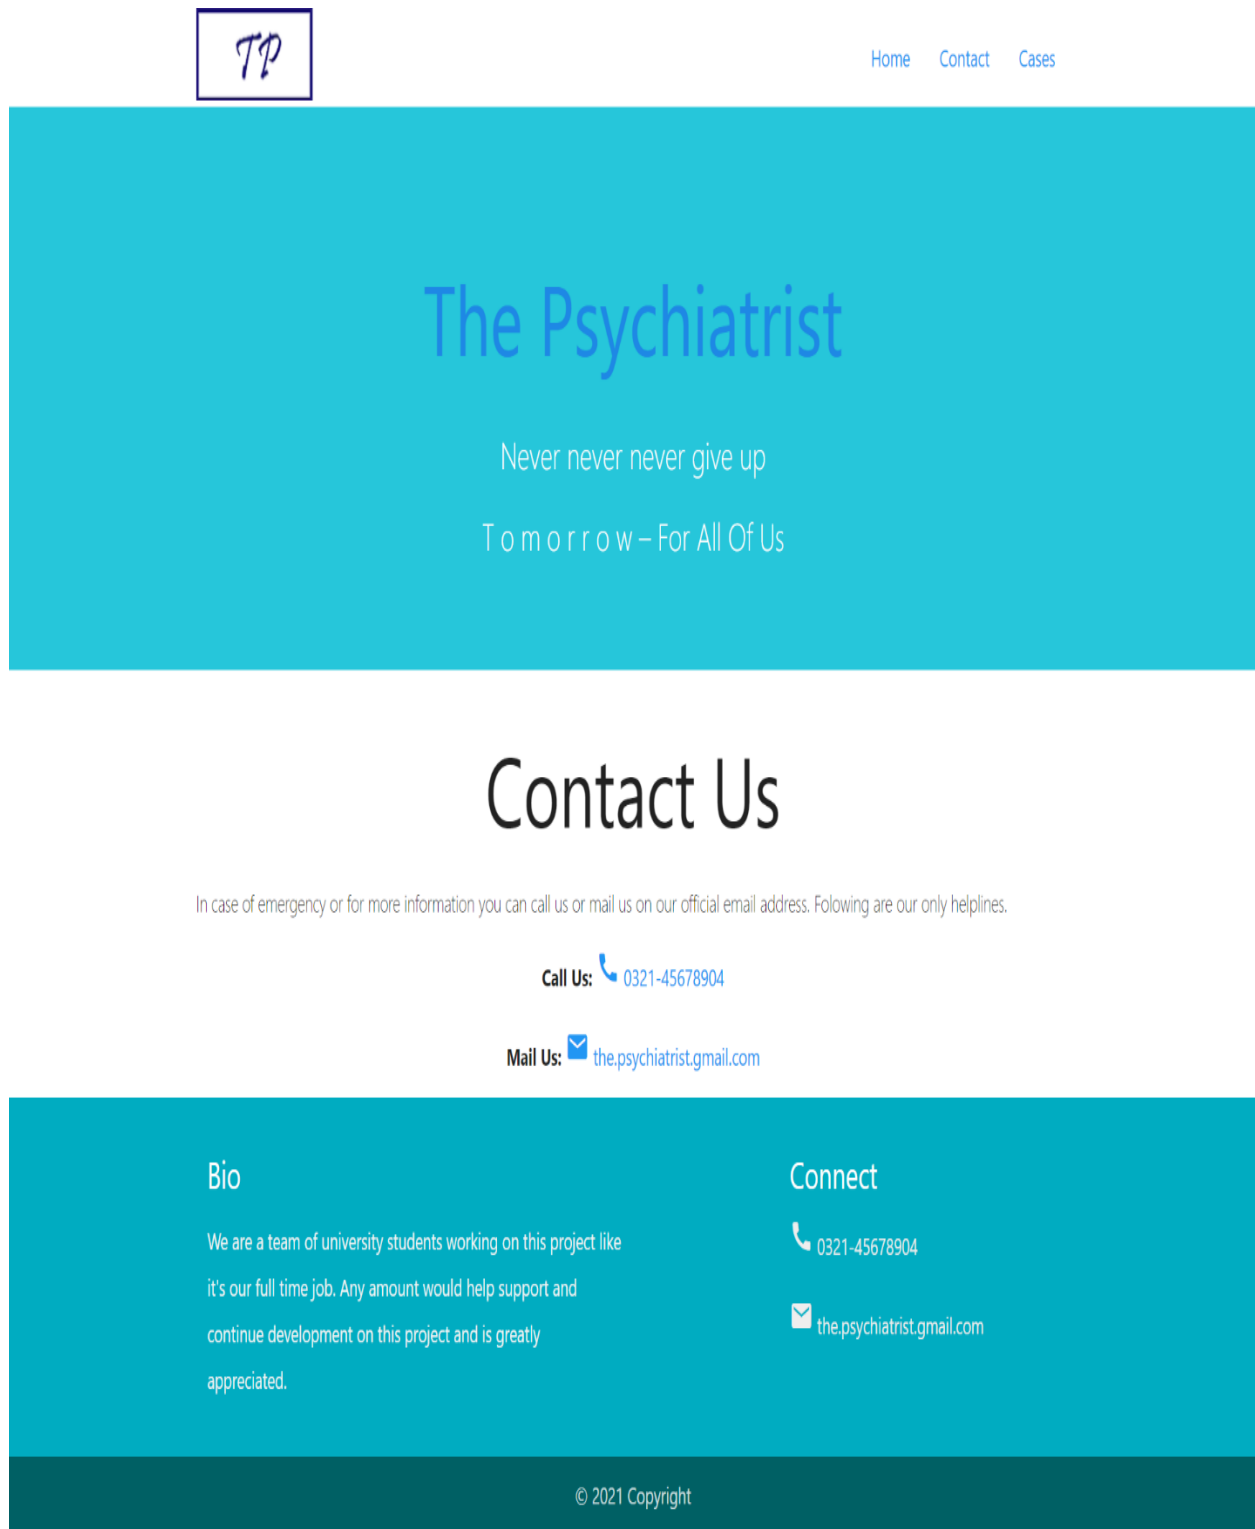 TP
Home Contact Cases
The Psychiatrist
Never never never give up
T o m o r r o w – For All Of Us
Contact Us
In case of emergency or for more information you can call us or mail us on our official email address. Folowing are our only helplines.
Call Us: 0321-45678904
Mail Us: the.psychiatrist.gmail.com
Bio
We are a team of university students working on this project like
it's our full time job. Any amount would help support and
continue development on this project and is greatly
appreciated.
Connect
0321-45678904
the.psychiatrist.gmail.com
© 2021 Copyright